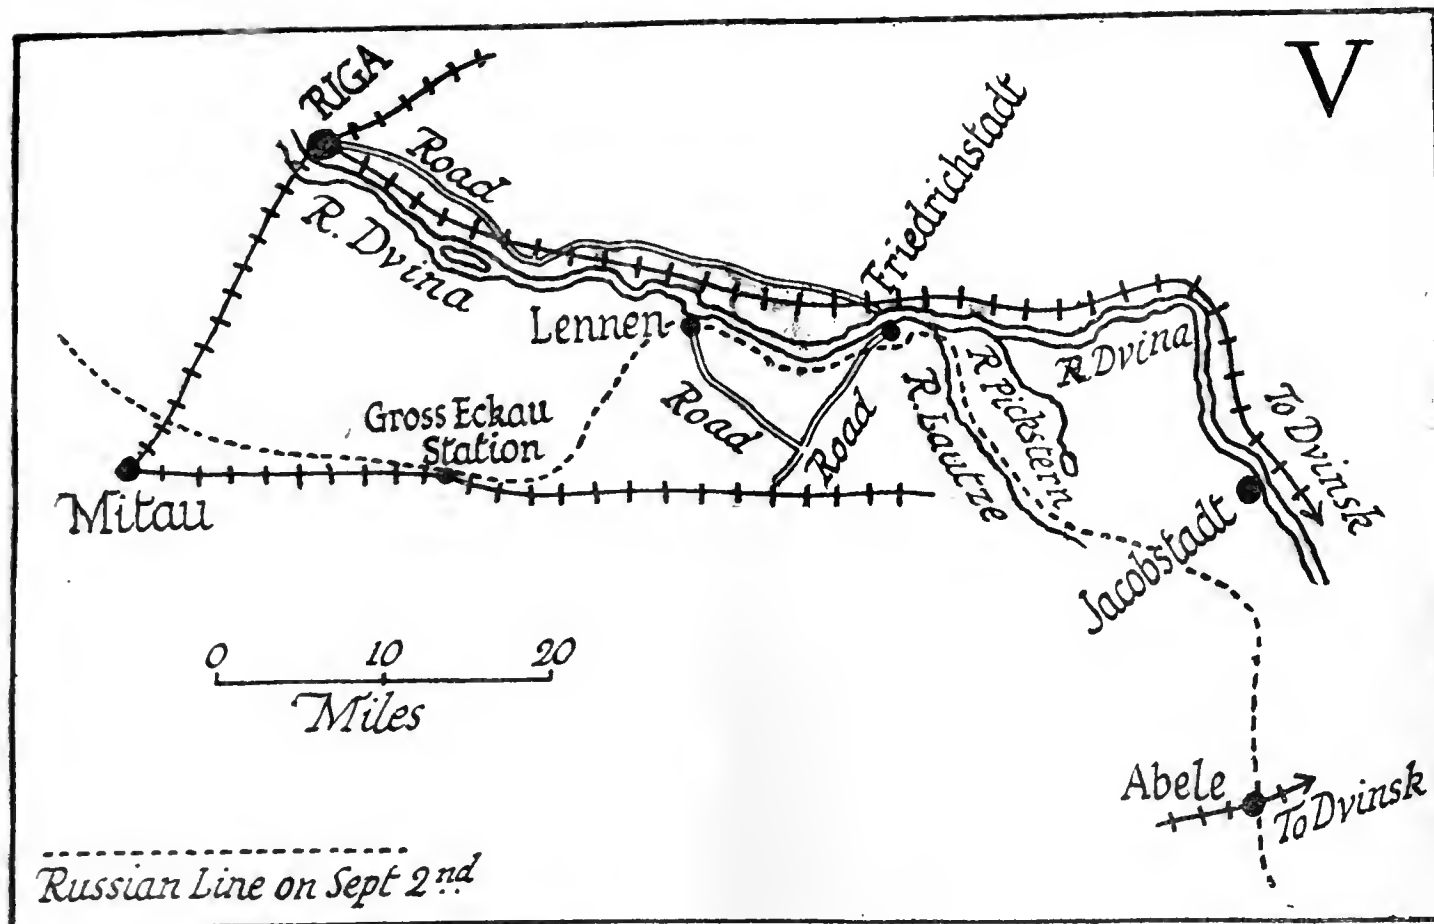 V
RIGA
Road
R. Dvina
Friedrichstadt
Lennen
Road
Road
R. Lautze
R Pickstern
R. Dvina
To Dvinsk
Gross Eckau
Station
Mitau
Jacobstadt
0 10 20
Miles
Abele
To Dvinsk
Russian Line on Sept 2nd